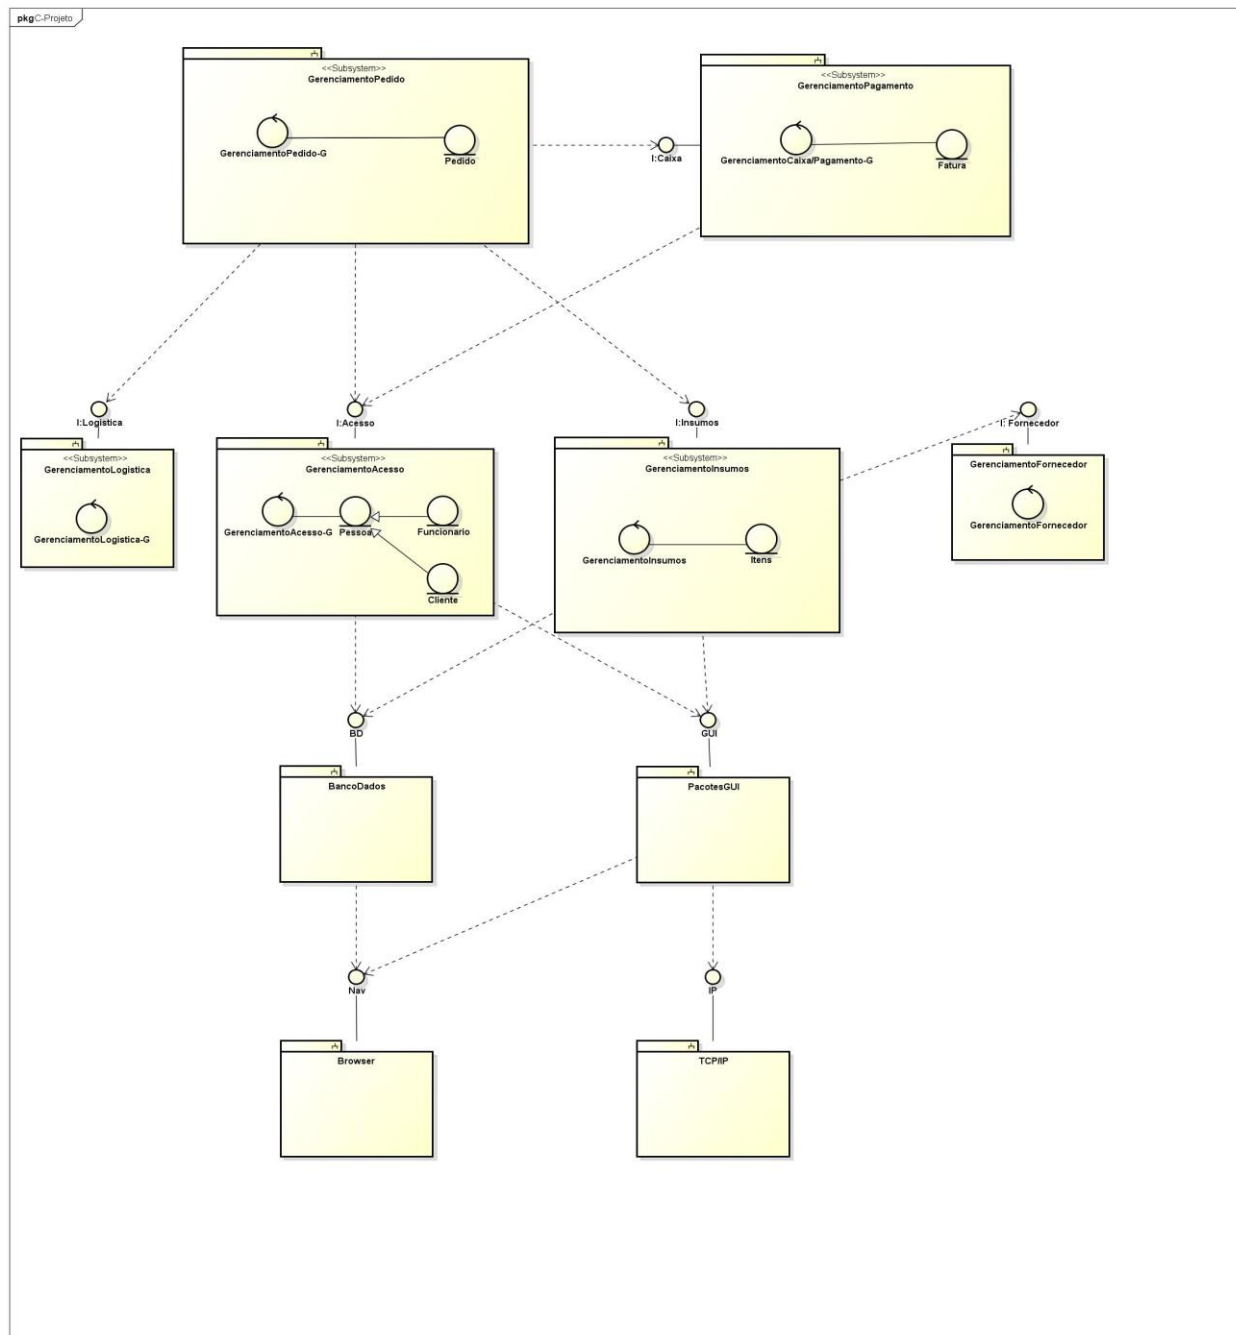 pkg C-Projeto
<<Subsystem>>
GerenciamentoPedido
GerenciamentoPedido-G
Pedido
I:Caixa
<<Subsystem>>
GerenciamentoPagamento
GerenciamentoCaixa/Pagamento-G
Fatura
I:Logistica
<<Subsystem>>
GerenciamentoLogistica
GerenciamentoLogistica-G
I:Acesso
<<Subsystem>>
GerenciamentoAcesso
GerenciamentoAcesso-G
Pessoa
Funcionario
Cliente
I:Insumos
<<Subsystem>>
GerenciamentoInsumos
GerenciamentoInsumos
Itens
I: Fornecedor
GerenciamentoFornecedor
GerenciamentoFornecedor
BD
BancoDados
GUI
PacotesGUI
Nav
Browser
IP
TCP/IP